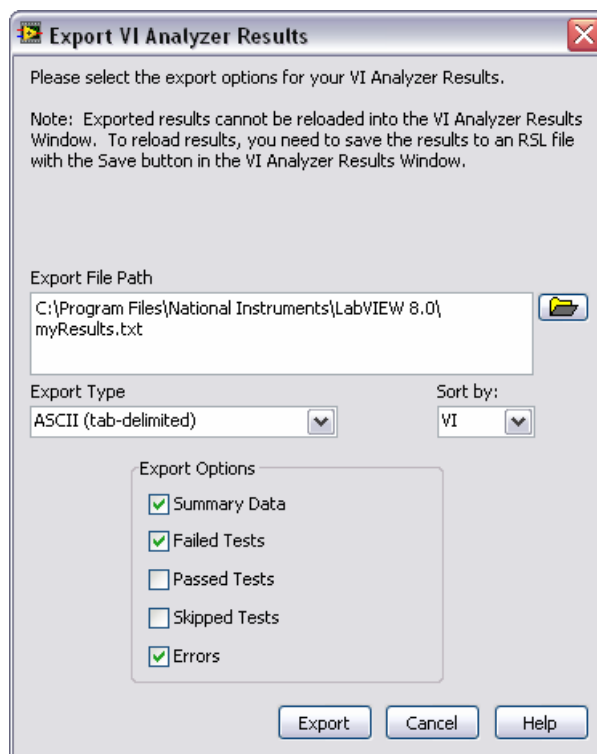 Export VI Analyzer Results
Please select the export options for your VI Analyzer Results.
Note:  Exported results cannot be reloaded into the VI Analyzer Results
Window.  To reload results, you need to save the results to an RSL file
with the Save button in the VI Analyzer Results Window.
Export File Path
C:\Program Files\National Instruments\LabVIEW 8.0\
myResults.txt
Export Type
Sort by:
ASCII (tab-delimited)
VI
Export Options
Summary Data
Failed Tests
Passed Tests
Skipped Tests
Errors
Export
Cancel
Help